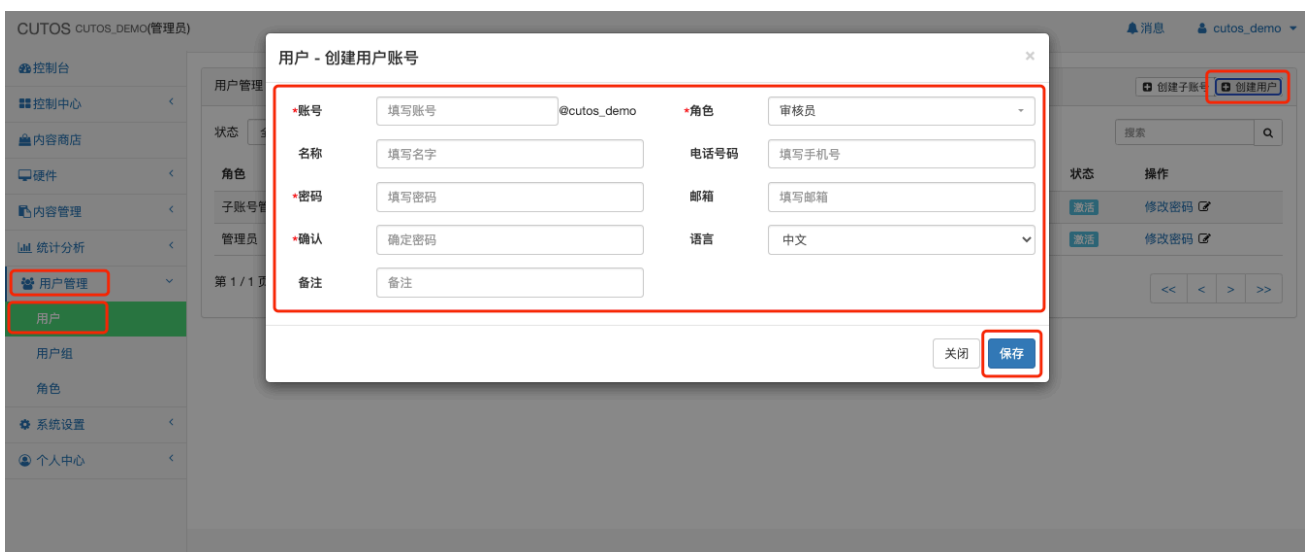 CUTOS CUTOS_DEMO(管理员)
消息
cutos_demo
控制台
控制中心
内容商店
硬件
内容管理
统计分析
用户管理
用户
用户组
角色
系统设置
个人中心
用户管理
创建子账号
创建用户
状态
搜索
角色
状态
操作
子账号管
激活
修改密码
管理员
激活
修改密码
第 1 / 1 页
<<
<
>
>>
用户 - 创建用户账号
×
*账号
填写账号
@cutos_demo
*角色
审核员
名称
填写名字
电话号码
填写手机号
*密码
填写密码
邮箱
填写邮箱
*确认
确定密码
语言
中文
备注
备注
关闭
保存